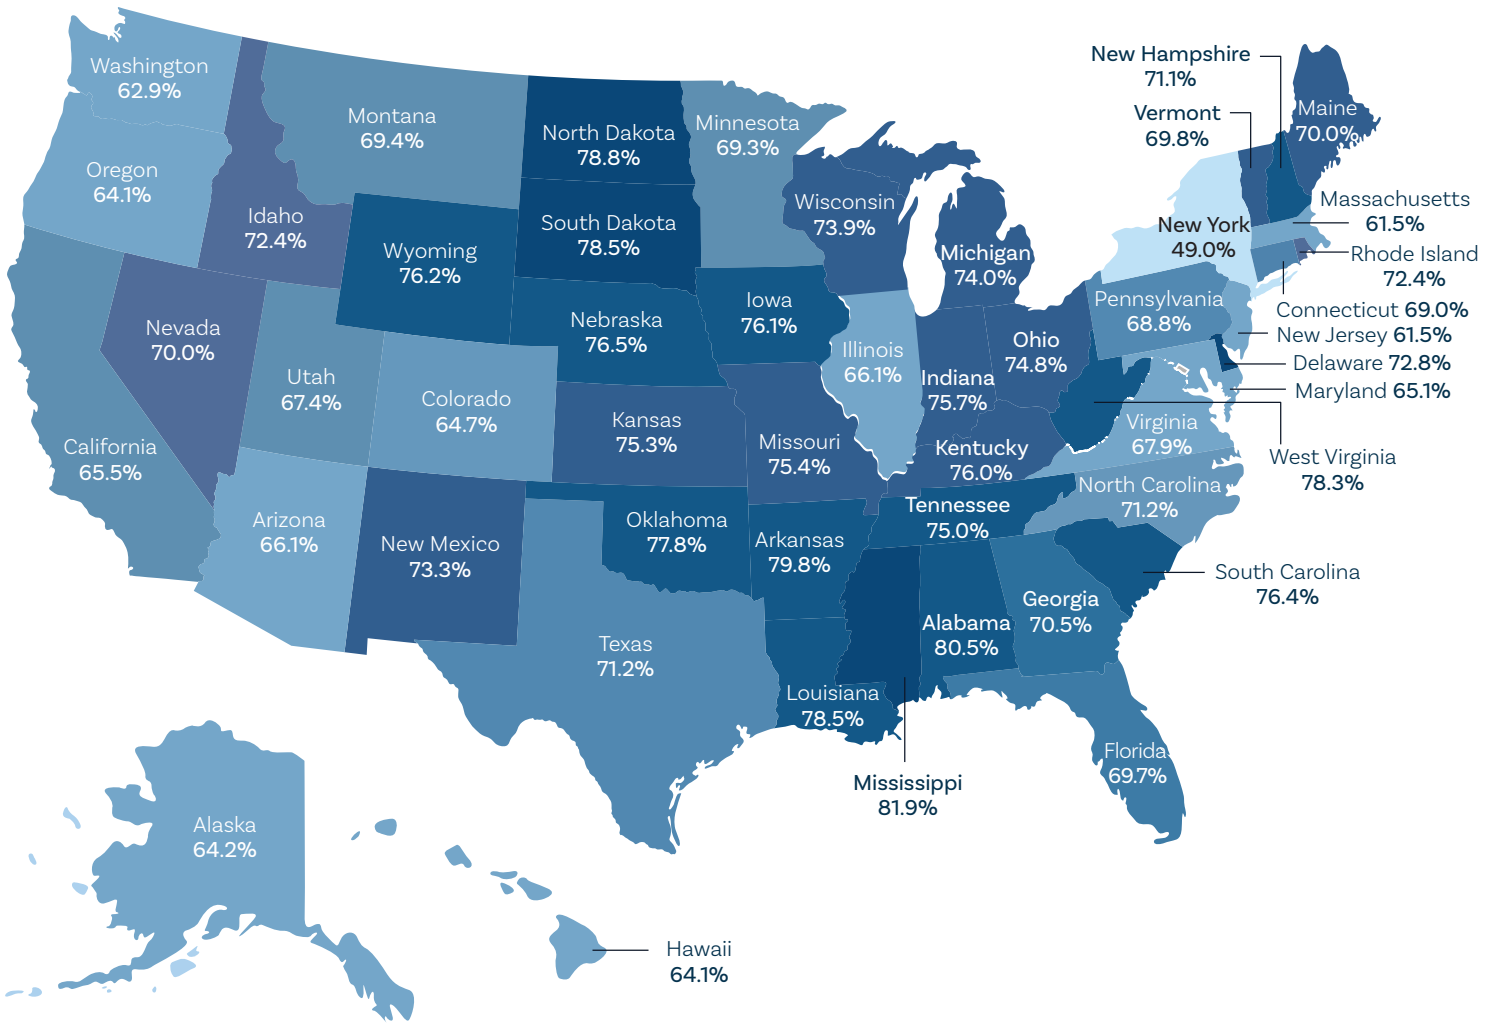 Washington
62.9%
Oregon
64.1%
Idaho
72.4%
Montana
69.4%
North Dakota
78.8%
Minnesota
69.3%
South Dakota
78.5%
Wyoming
76.2%
Wisconsin
73.9%
Michigan
74.0%
New Hampshire
71.1%
Vermont
69.8%
Maine
70.0%
New York
49.0%
Massachusetts
61.5%
Rhode Island
72.4%
Connecticut 69.0%
New Jersey 61.5%
Delaware 72.8%
Maryland 65.1%
Pennsylvania
68.8%
Nevada
70.0%
Utah
67.4%
Colorado
64.7%
Nebraska
76.5%
Iowa
76.1%
Illinois
66.1%
Indiana
75.7%
Ohio
74.8%
West Virginia
78.3%
Virginia
67.9%
California
65.5%
Kansas
75.3%
Missouri
75.4%
Kentucky
76.0%
North Carolina
71.2%
Tennessee
75.0%
Arizona
66.1%
New Mexico
73.3%
Oklahoma
77.8%
Arkansas
79.8%
South Carolina
76.4%
Georgia
70.5%
Alabama
80.5%
Texas
71.2%
Louisiana
78.5%
Mississippi
81.9%
Florida
69.7%
Alaska
64.2%
Hawaii
64.1%